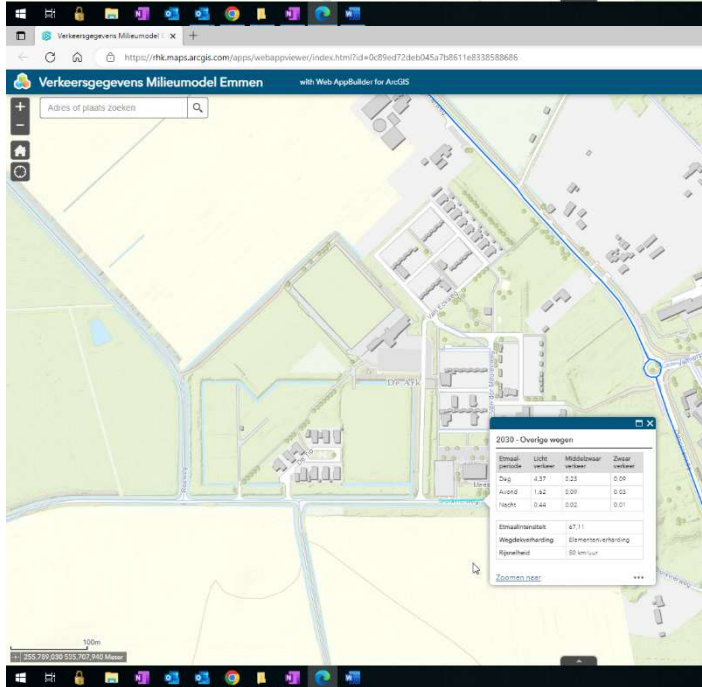 Verkeersgegevens Milieumodel E
https://rhk.maps.arcgis.com/apps/webappviewer/index.html?id=0c89ed72deb045a7b8611e8338588686
Verkeersgegevens Milieumodel Emmen
with Web AppBuilder for ArcGIS
Adres of plaats zoeken
De Ark
2030 - Overige wegen
Etmaal- Licht Middelzwaar Zwaar
periode verkeer verkeer verkeer
Dag 4.37 0.25 0.09
Avond 1.62 0.09 0.03
Nacht 0.44 0.02 0.01
Etmaalintensiteit 67.11
Wegdekverharding Elementenverharding
Rijsnelheid 50 km/uur
Zoomen naar
100m
255.789,030 535.707,940 Meter